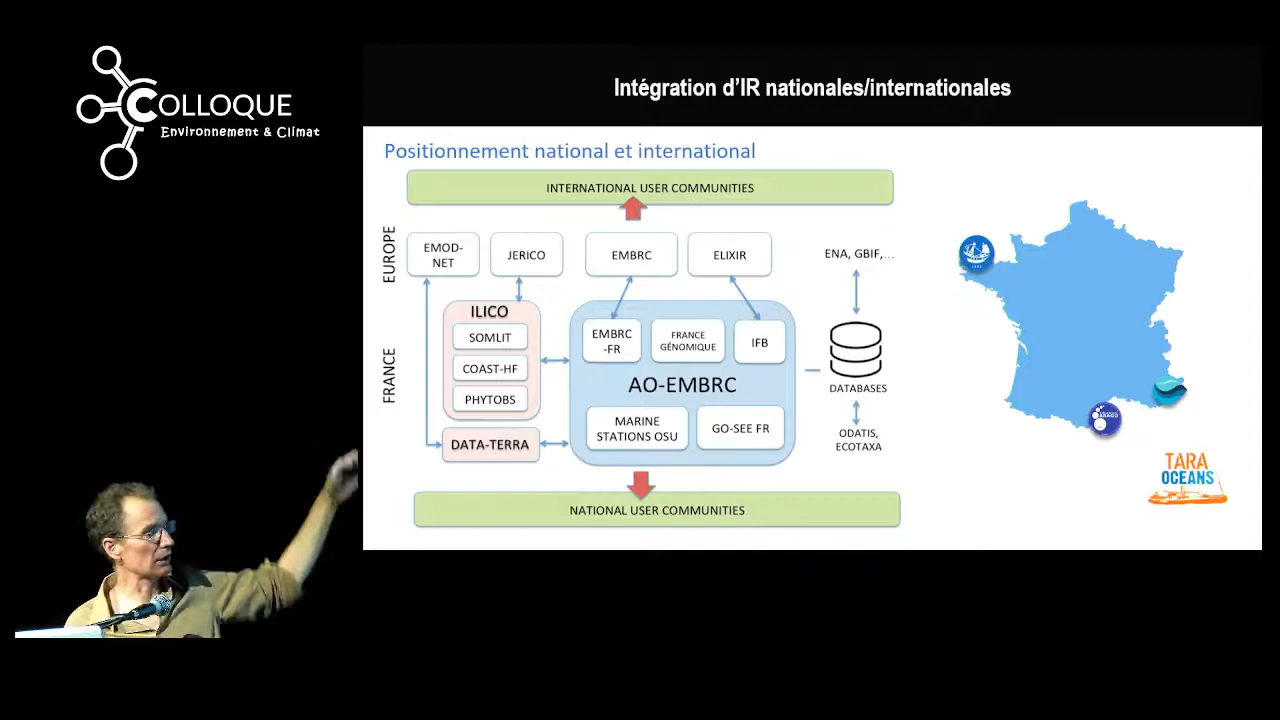 COLLOQUE
Environnement & Climat
Intégration d'IR nationales/internationales
Positionnement national et international
INTERNATIONAL USER COMMUNITIES
EUROPE
EMOD-
NET
JERICO
EMBRC
ELIXIR
ENA, GBIF,...
FRANCE
ILICO
SOMLIT
COAST-HF
PHYTOBS
DATA-TERRA
EMBRC
-FR
FRANCE
GÉNOMIQUE
IFB
AO-EMBRC
MARINE
STATIONS OSU
GO-SEE FR
DATABASES
ODATIS,
ECOTAXA
NATIONAL USER COMMUNITIES
ARAGO
TARA
OCEANS